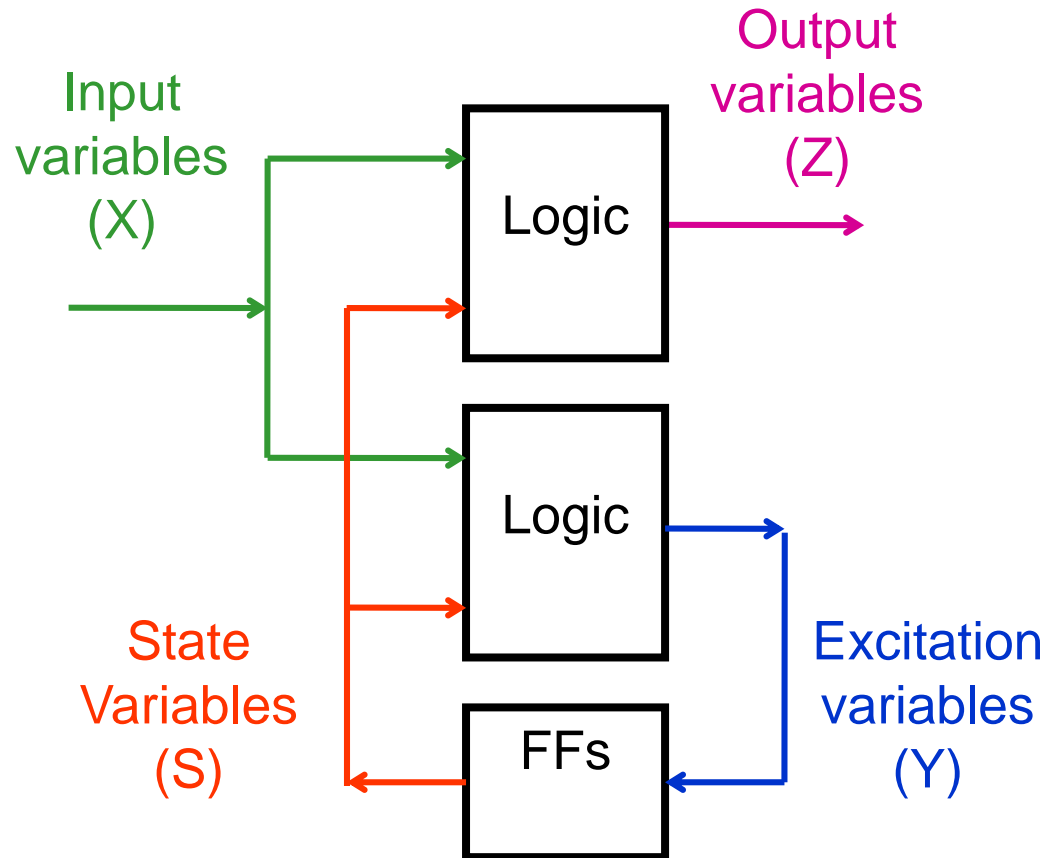 Output
variables
(Z)
Input
variables
(X)
Logic
Logic
State
Variables
(S)
Excitation
variables
(Y)
FFs